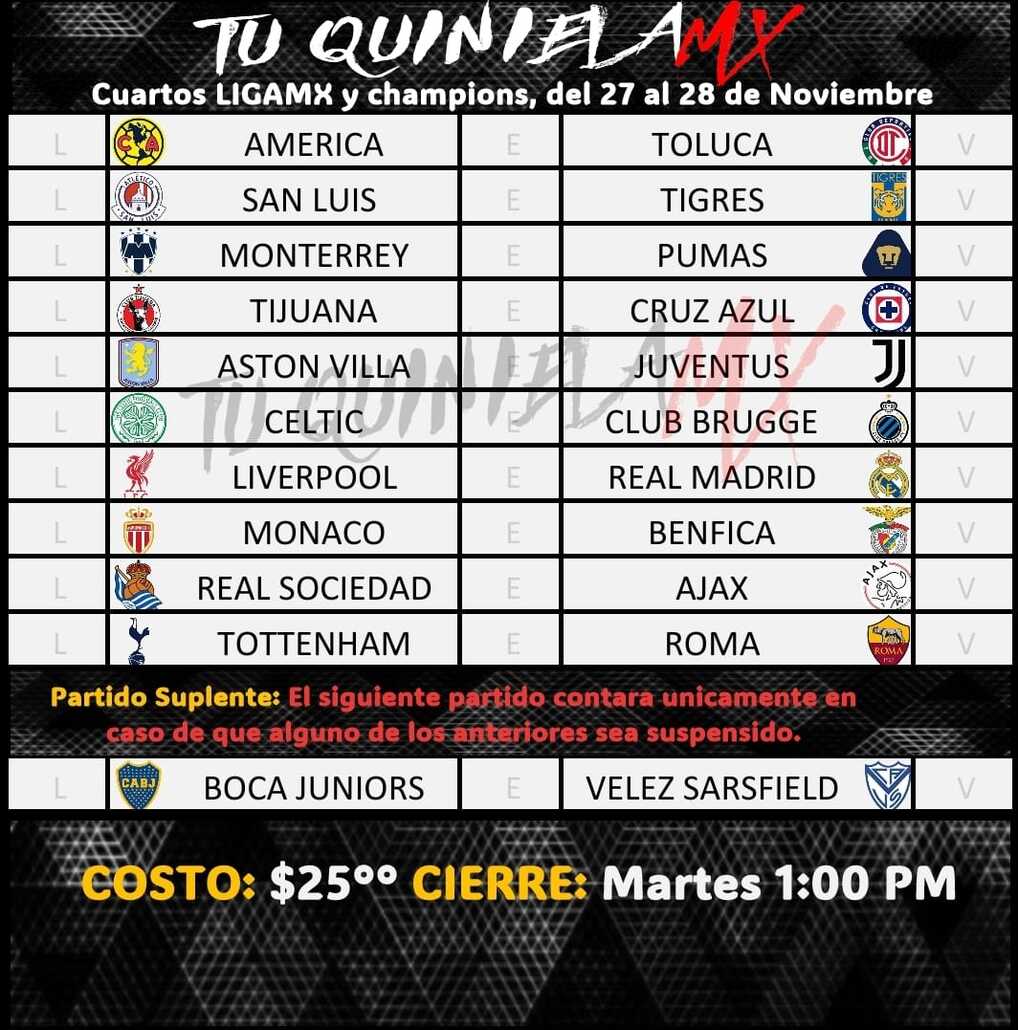 TU QUINIELAMX
Cuartos LIGAMX y champions, del 27 al 28 de Noviembre
L AMERICA E TOLUCA V
L SAN LUIS E TIGRES V
L MONTERREY E PUMAS V
L TIJUANA E CRUZ AZUL V
L ASTON VILLA E JUVENTUS V
L CELTIC E CLUB BRUGGE V
L LIVERPOOL E REAL MADRID V
L MONACO E BENFICA V
L REAL SOCIEDAD E AJAX V
L TOTTENHAM E ROMA V
TU QUINIELAMX
Partido Suplente: El siguiente partido contara unicamente en
caso de que alguno de los anteriores sea suspendido.
L CABJ BOCA JUNIORS E VELEZ SARSFIELD V
COSTO: $25°° CIERRE: Martes 1:00 PM